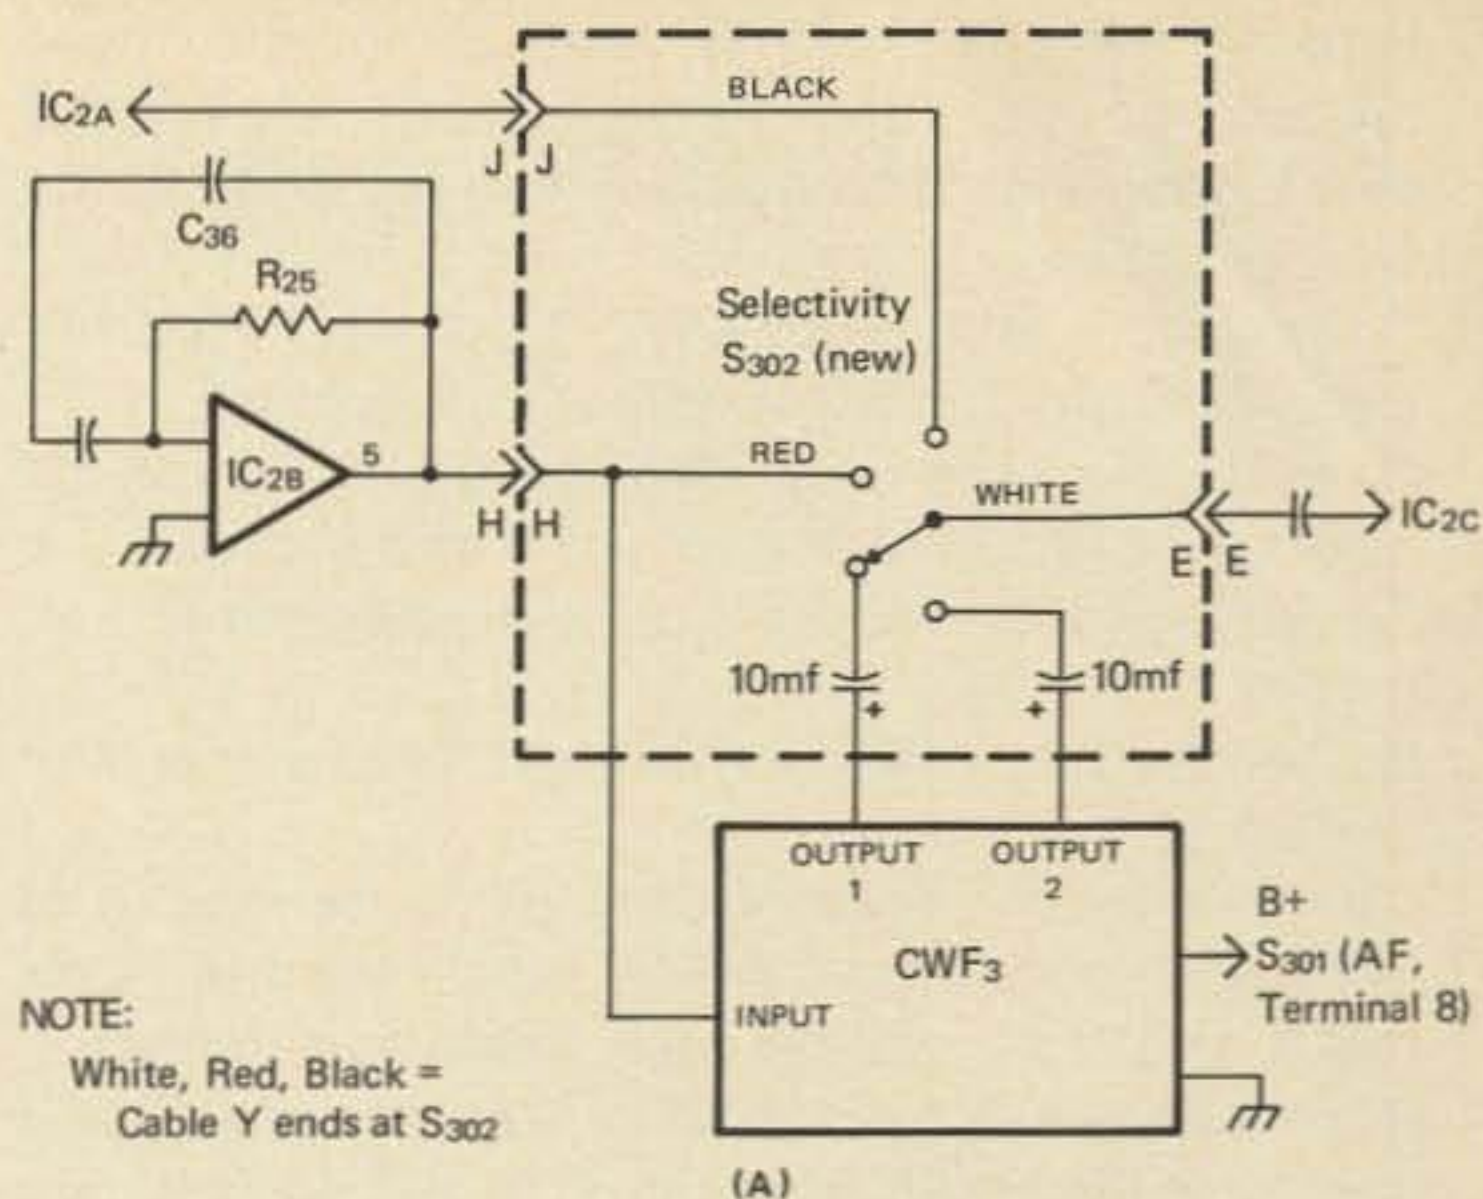 IC2A
BLACK
J J
C36
R25
Selectivity
S302 (new)
IC2B
5
RED
WHITE
H H
E E
IC2C
10mf
+
+
10mf
OUTPUT
1
OUTPUT
2
CWF3
INPUT
B+
S301 (AF,
Terminal 8)
NOTE:
White, Red, Black =
Cable Y ends at S302
(A)